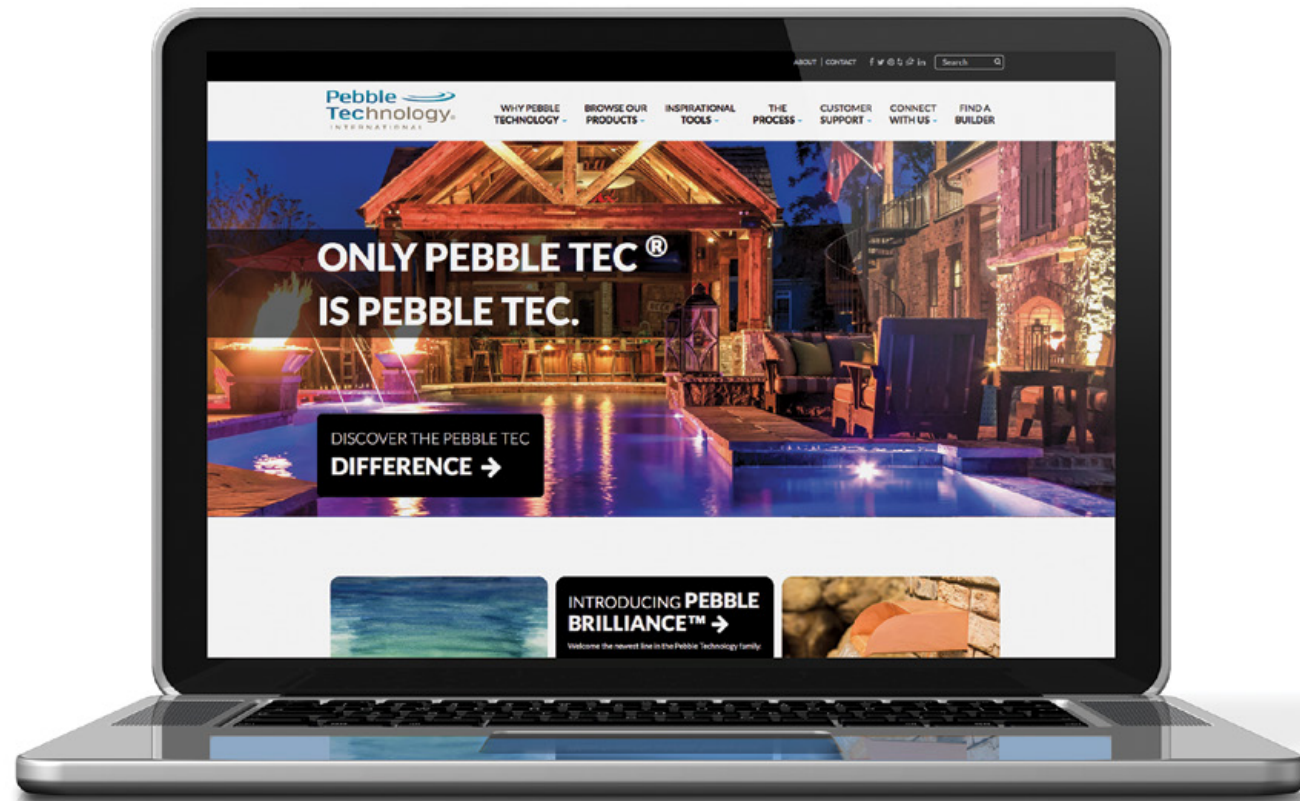 ABOUT | CONTACT
Search
Pebble
Technology®
INTERNATIONAL
WHY PEBBLE
TECHNOLOGY
BROWSE OUR
PRODUCTS
INSPIRATIONAL
TOOLS
THE
PROCESS
CUSTOMER
SUPPORT
CONNECT
WITH US
FIND A
BUILDER
ONLY PEBBLE TEC ®
IS PEBBLE TEC.
DISCOVER THE PEBBLE TEC
DIFFERENCE →
INTRODUCING PEBBLE
BRILLIANCE™ →
Welcome the newest line in the Pebble Technology family.